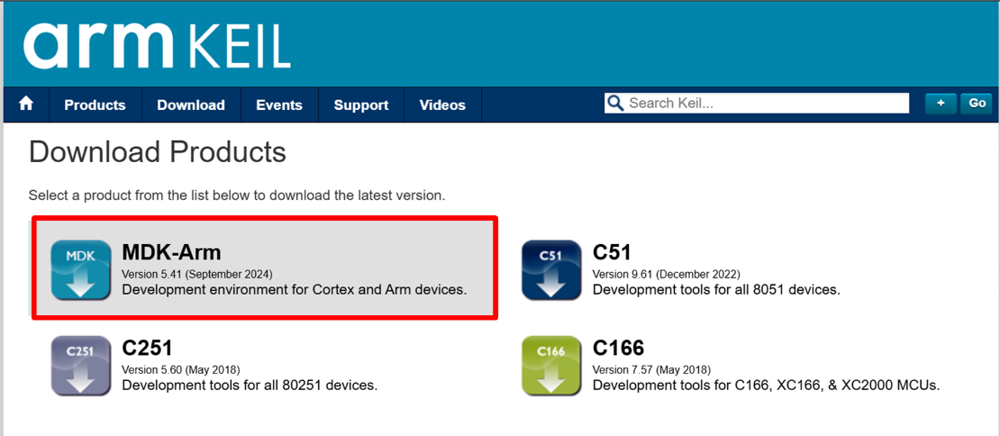 arm KEIL
Products Download Events Support Videos Search Keil... + Go
Download Products
Select a product from the list below to download the latest version.
MDK
MDK-Arm
Version 5.41 (September 2024)
Development environment for Cortex and Arm devices.
C51
C51
Version 9.61 (December 2022)
Development tools for all 8051 devices.
C251
C251
Version 5.60 (May 2018)
Development tools for all 80251 devices.
C166
C166
Version 7.57 (May 2018)
Development tools for C166, XC166, & XC2000 MCUs.